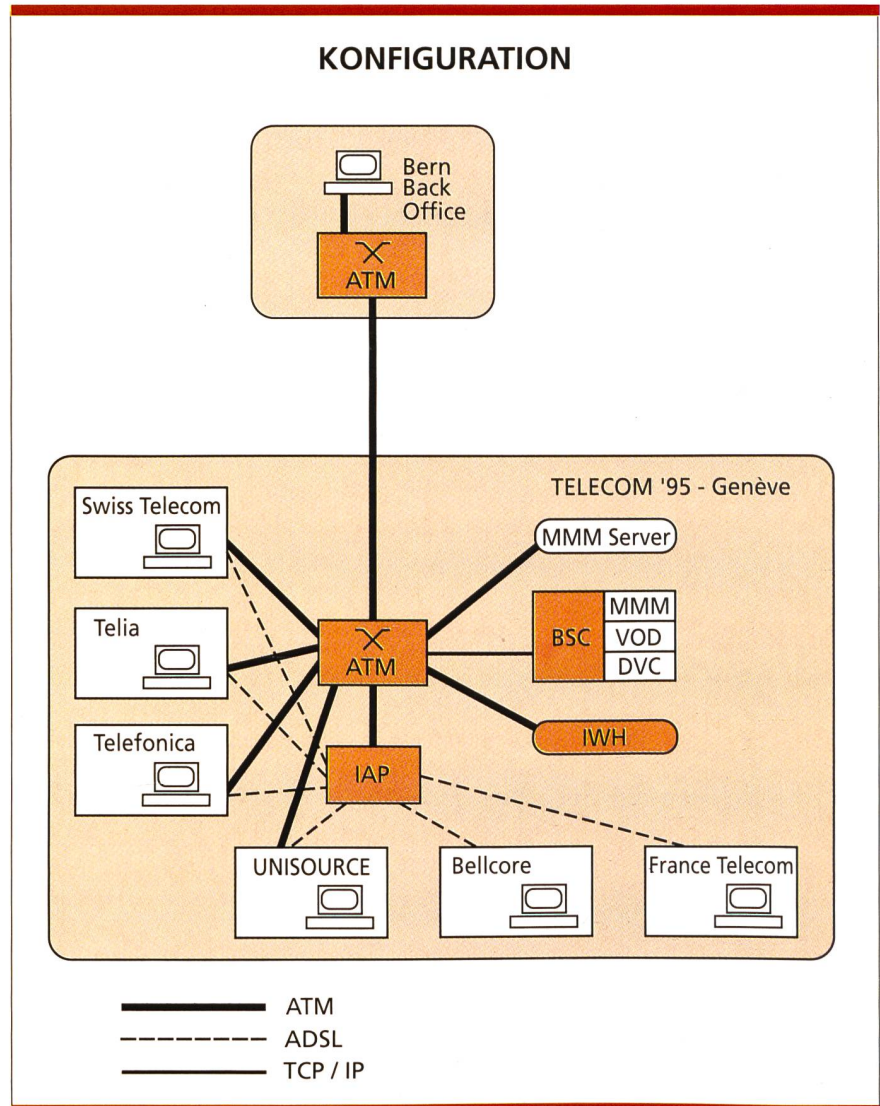 KONFIGURATION
Bern
Back
Office
ATM
TELECOM '95 - Genève
Swiss Telecom
MMM Server
Telia
ATM
BSC
MMM
VOD
DVC
Telefonica
IWH
IAP
UNISOURCE
Bellcore
France Telecom
ATM
ADSL
TCP / IP